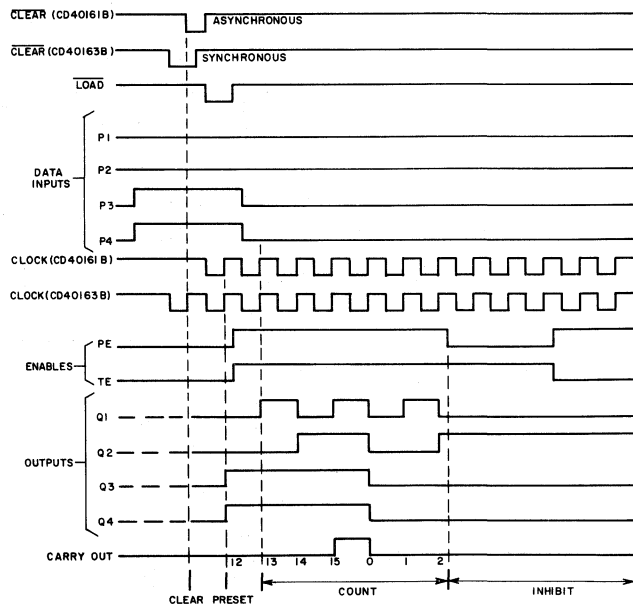 CLEAR (CD40161B)
ASYNCHRONOUS
CLEAR (CD40163B)
SYNCHRONOUS
LOAD
P1
P2
DATA
INPUTS
P3
P4
CLOCK (CD40161B)
CLOCK (CD40163B)
PE
ENABLES
TE
Q1
Q2
OUTPUTS
Q3
Q4
CARRY OUT
12 13 14 15 0 1 2
COUNT
INHIBIT
CLEAR PRESET